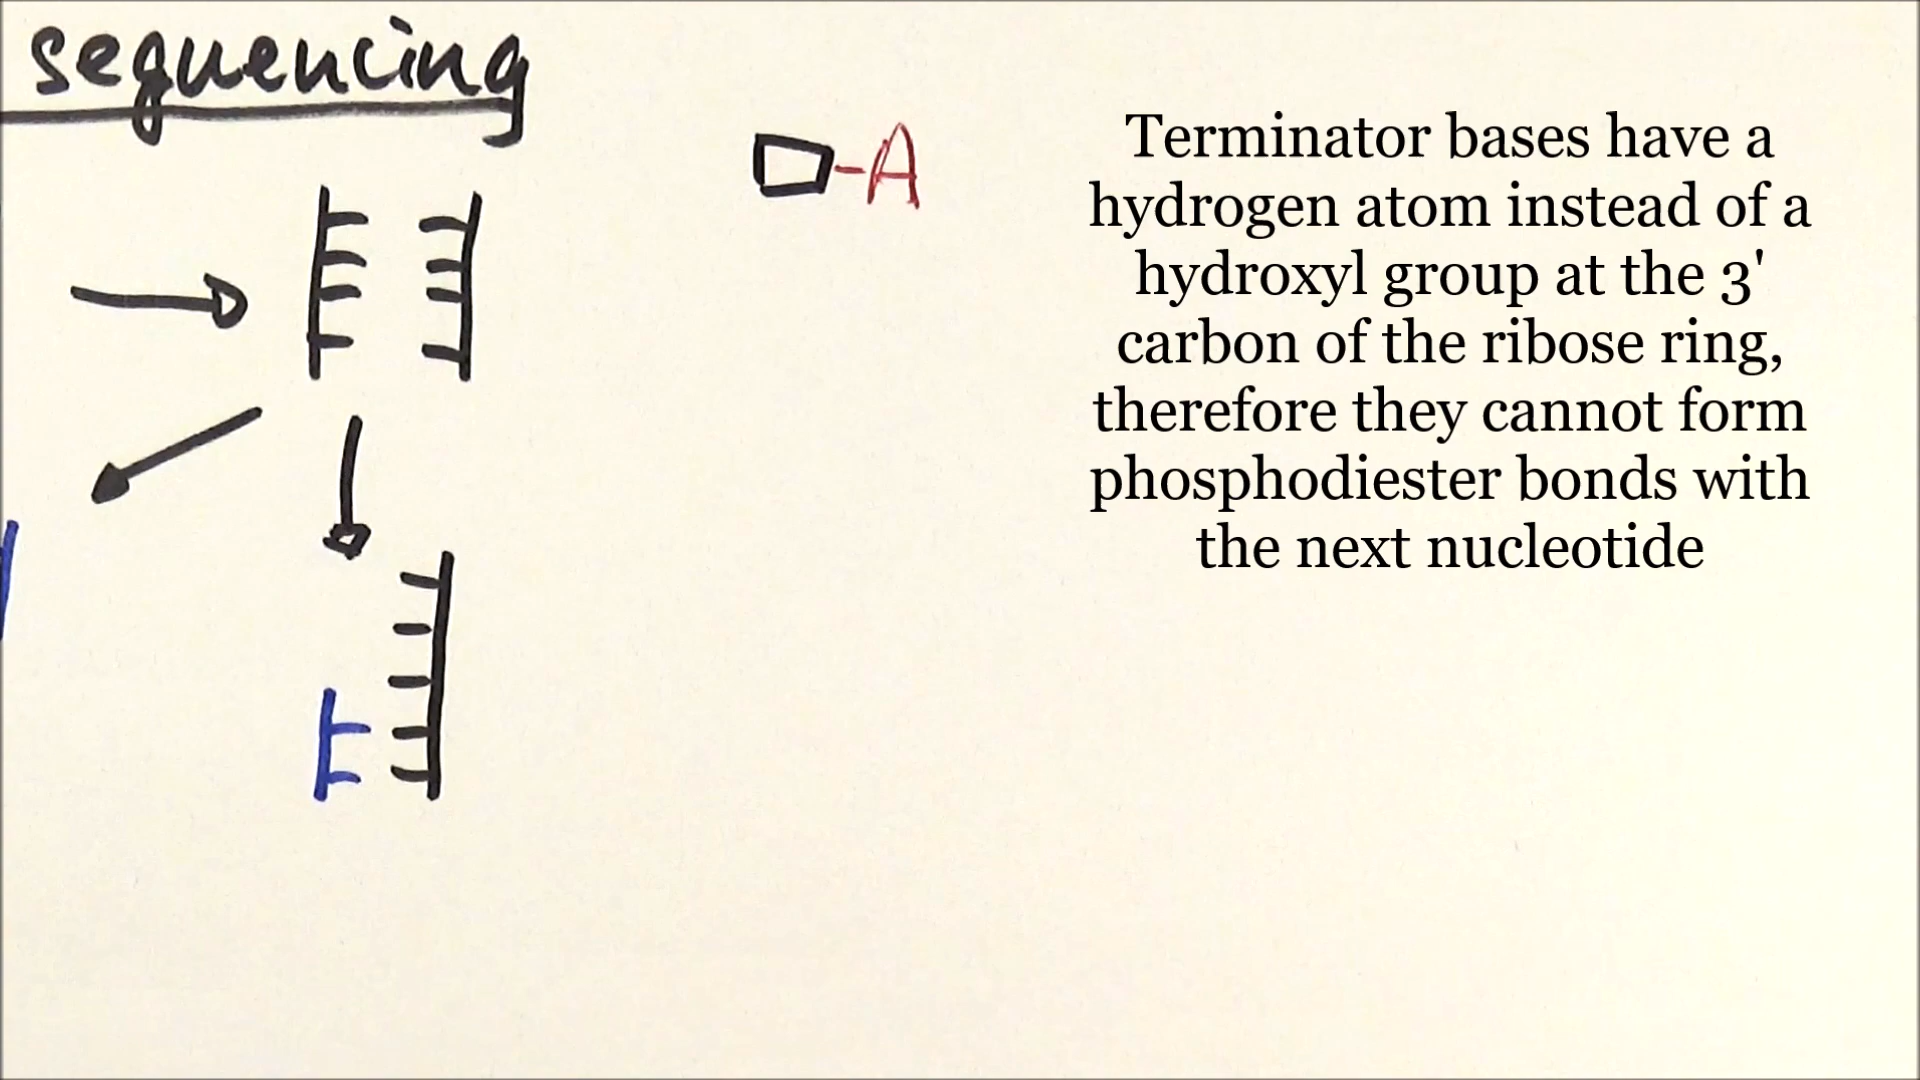 sequencing
A
Terminator bases have a
hydrogen atom instead of a
hydroxyl group at the 3'
carbon of the ribose ring,
therefore they cannot form
phosphodiester bonds with
the next nucleotide